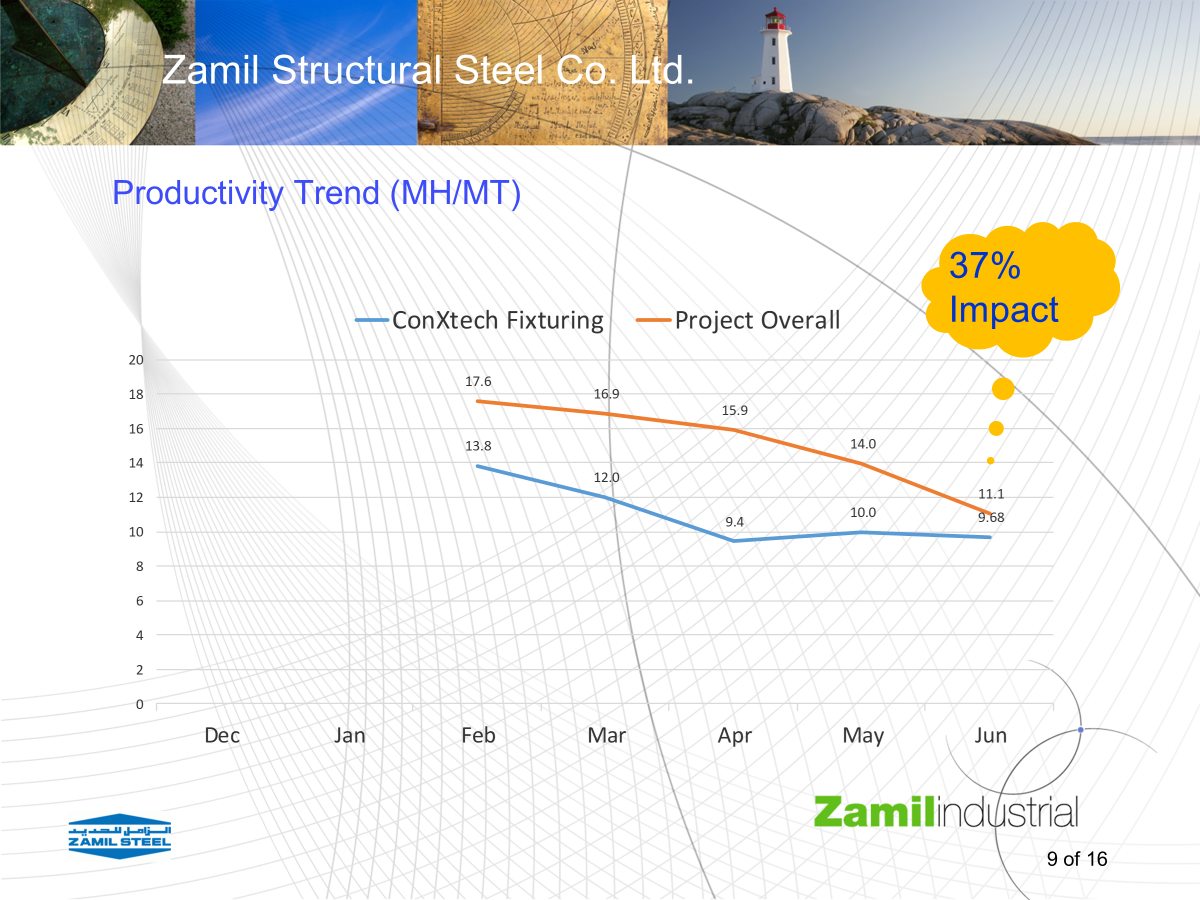 Zamil Structural Steel Co. Ltd.
Productivity Trend (MH/MT)
37%
Impact
ConXtech Fixturing
Project Overall
20
18
16
14
12
10
8
6
4
2
0
17.6
16.9
15.9
14.0
11.1
13.8
12.0
9.4
10.0
9.68
Dec
Jan
Feb
Mar
Apr
May
Jun
الزامل للحديد
ZAMIL STEEL
Zamilindustrial
9 of 16